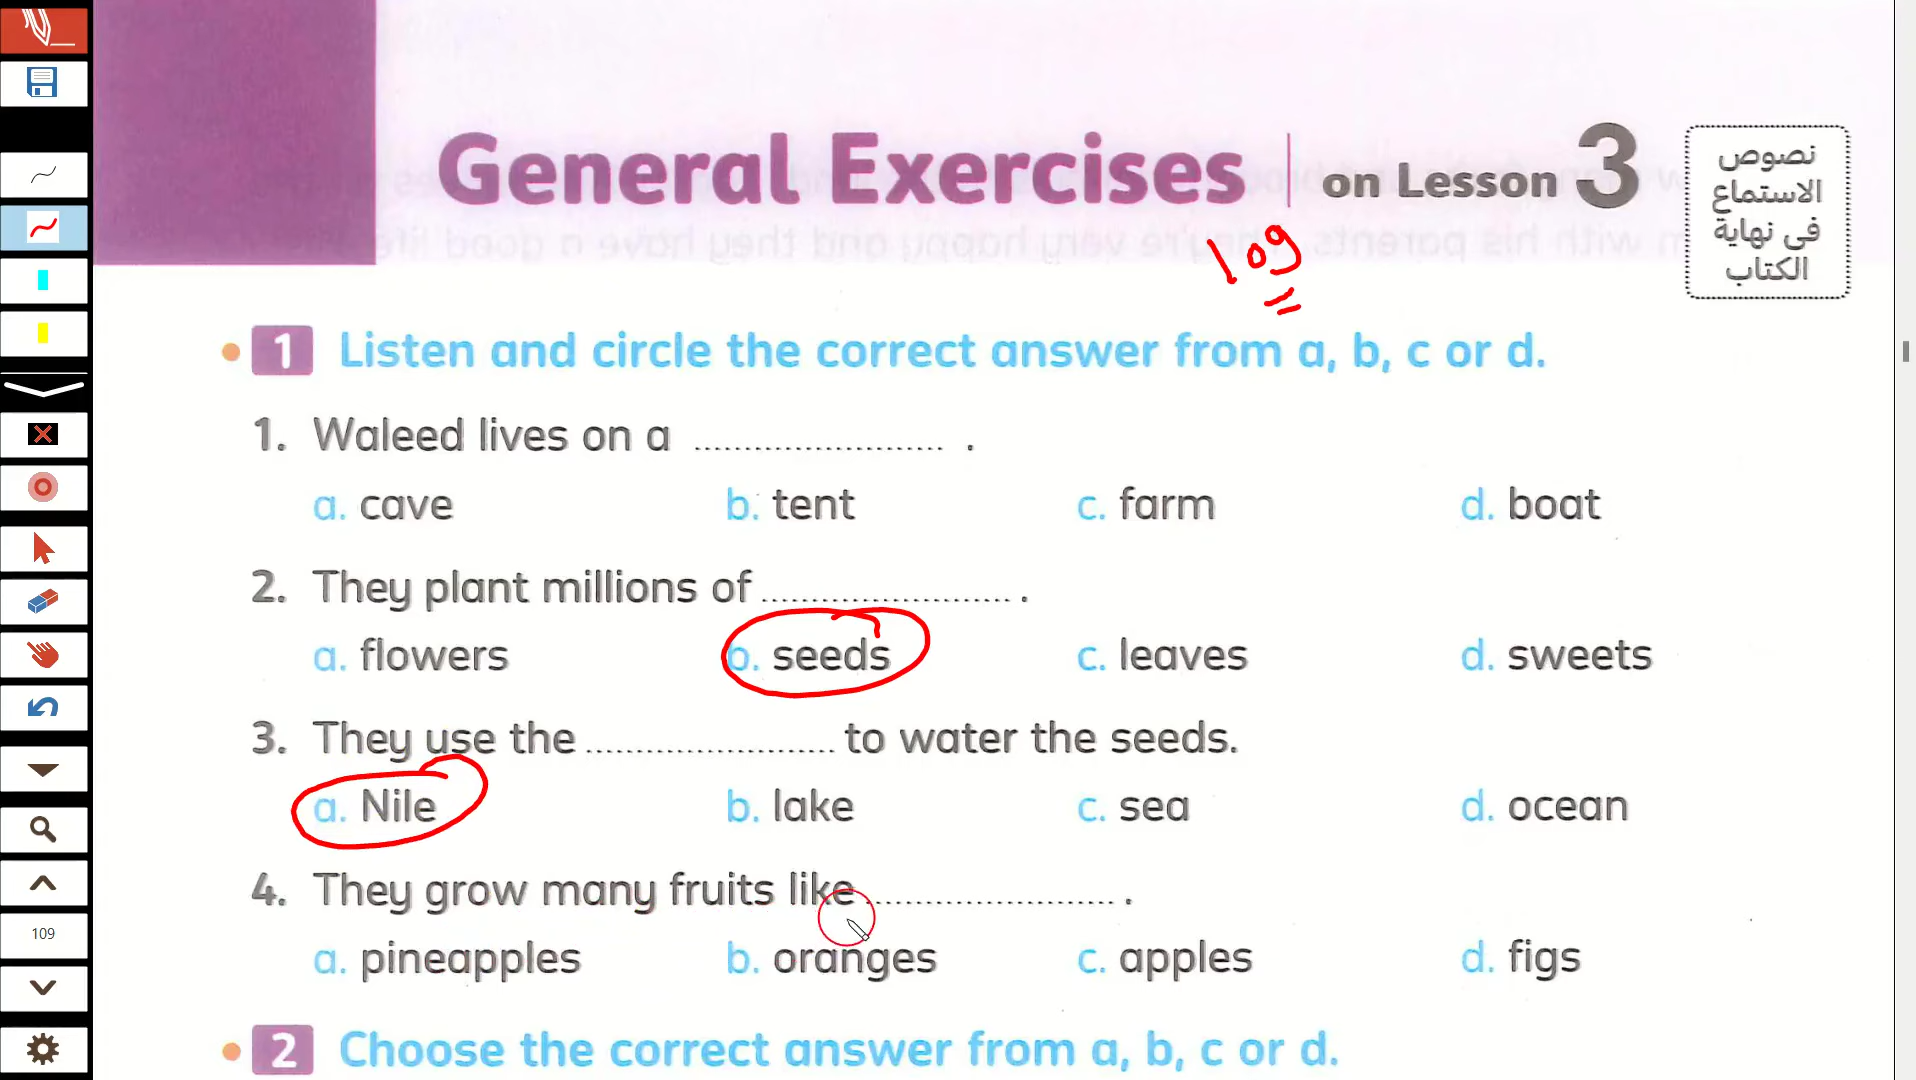 General Exercises on Lesson 3
نصوص
الاستماع
فى نهاية
الكتاب
109
1 Listen and circle the correct answer from a, b, c or d.
1. Waleed lives on a ........................ .
a. cave b. tent c. farm d. boat
2. They plant millions of ........................ .
a. flowers b. seeds c. leaves d. sweets
3. They use the ........................ to water the seeds.
a. Nile b. lake c. sea d. ocean
4. They grow many fruits like ........................ .
a. pineapples b. oranges c. apples d. figs
2 Choose the correct answer from a, b, c or d.
109